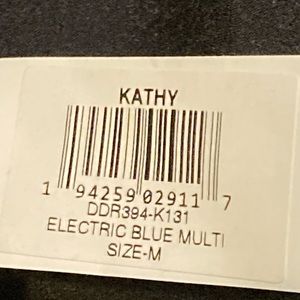 KATHY
1 94259 02911 7
DDR394-K131
ELECTRIC BLUE MULTI
SIZE-M